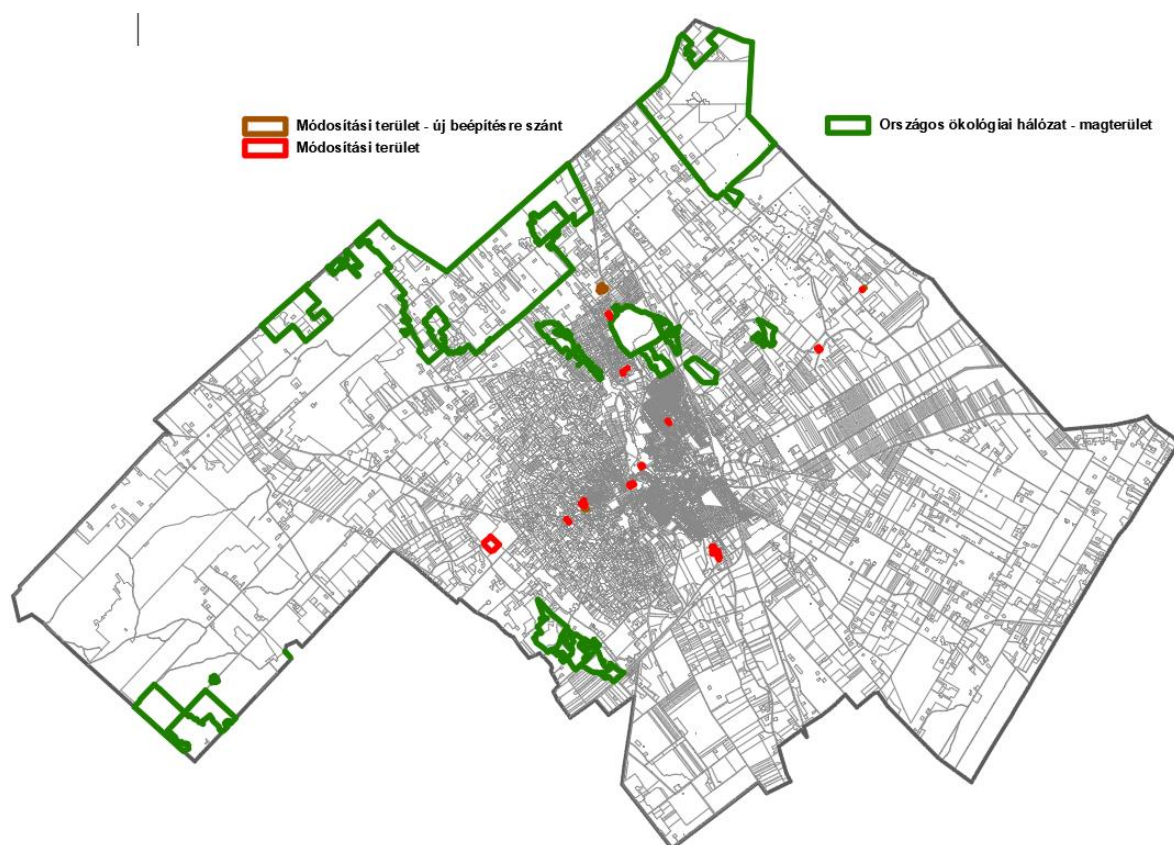 Módosítási terület - új beépítésre szánt
Módosítási terület
Országos ökológiai hálózat - magterület